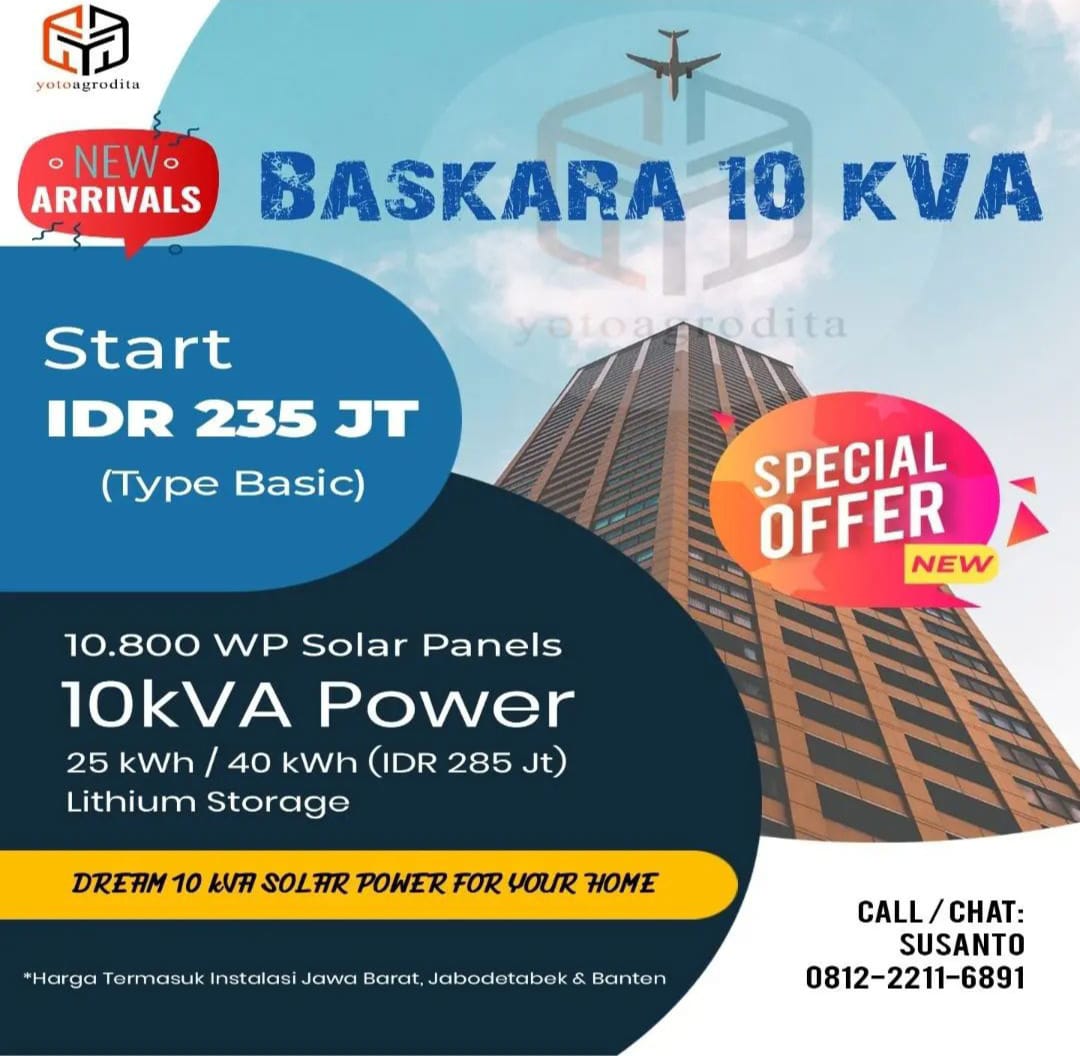 yotoagrodita
NEW
ARRIVALS
BASKARA 10 KVA
yotoagrodita
Start
IDR 235 JT
(Type Basic)
SPECIAL
OFFER
NEW
10.800 WP Solar Panels
10kVA Power
25 kWh / 40 kWh (IDR 285 Jt)
Lithium Storage
DREAM 10 kVA SOLAR POWER FOR YOUR HOME
CALL / CHAT:
SUSANTO
0812-2211-6891
*Harga Termasuk Instalasi Jawa Barat, Jabodetabek & Banten